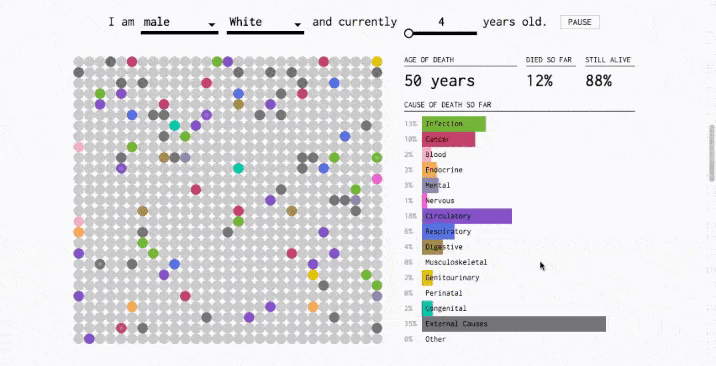 I am male White and currently 4 years old. PAUSE
AGE OF DEATH DIED SO FAR STILL ALIVE
50 years 12% 88%
CAUSE OF DEATH SO FAR
13% Infection
10% Cancer
2% Blood
3% Endocrine
3% Mental
1% Nervous
18% Circulatory
6% Respiratory
4% Digestive
0% Musculoskeletal
2% Genitourinary
0% Perinatal
2% Congenital
35% External Causes
0% Other